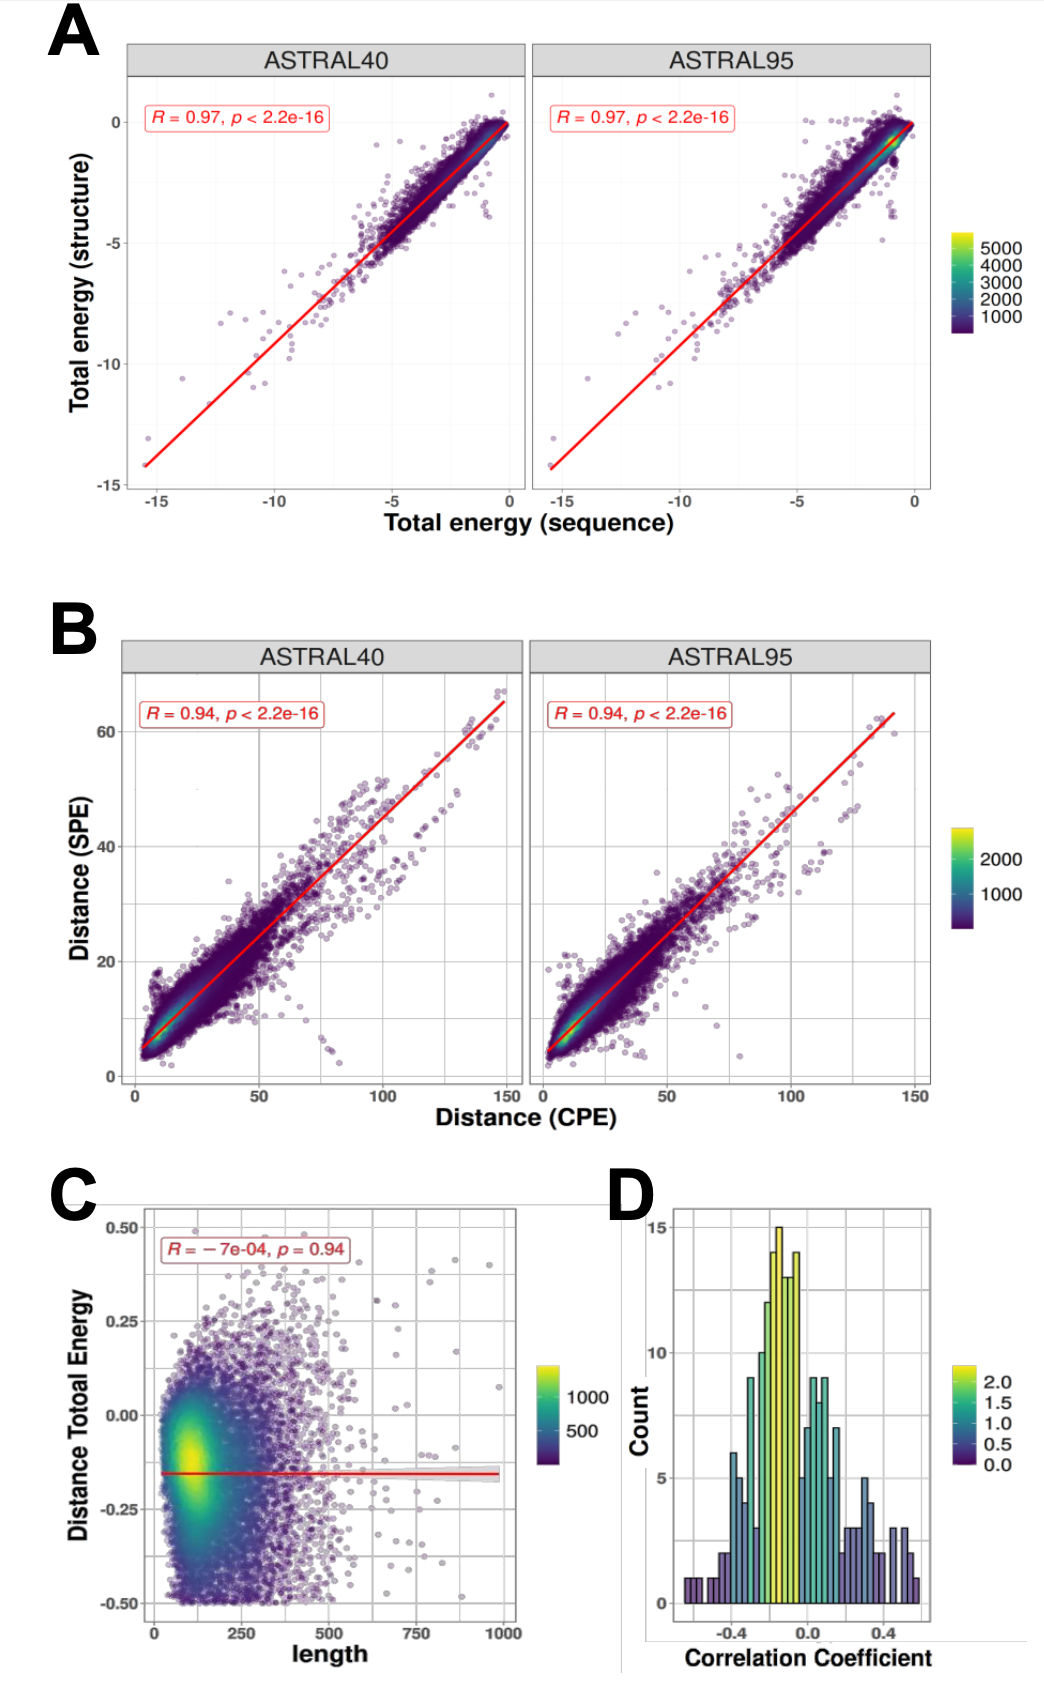 A
ASTRAL40 ASTRAL95
R = 0.97, p < 2.2e-16 R = 0.97, p < 2.2e-16
Total energy (structure)
0
-5
-10
-15
5000
4000
3000
2000
1000
-15 -10 -5 0 -15 -10 -5 0
Total energy (sequence)
B
ASTRAL40 ASTRAL95
R = 0.94, p < 2.2e-16 R = 0.94, p < 2.2e-16
Distance (SPE)
60
40
20
0
2000
1000
0 50 100 150 0 50 100 150
Distance (CPE)
C
R = −7e-04, p = 0.94
Distance Totoal Energy
0.50
0.25
0.00
-0.25
-0.50
1000
500
0 250 500 750 1000
length
D
Count
15
10
5
0
2.0
1.5
1.0
0.5
0.0
-0.4 0.0 0.4
Correlation Coefficient